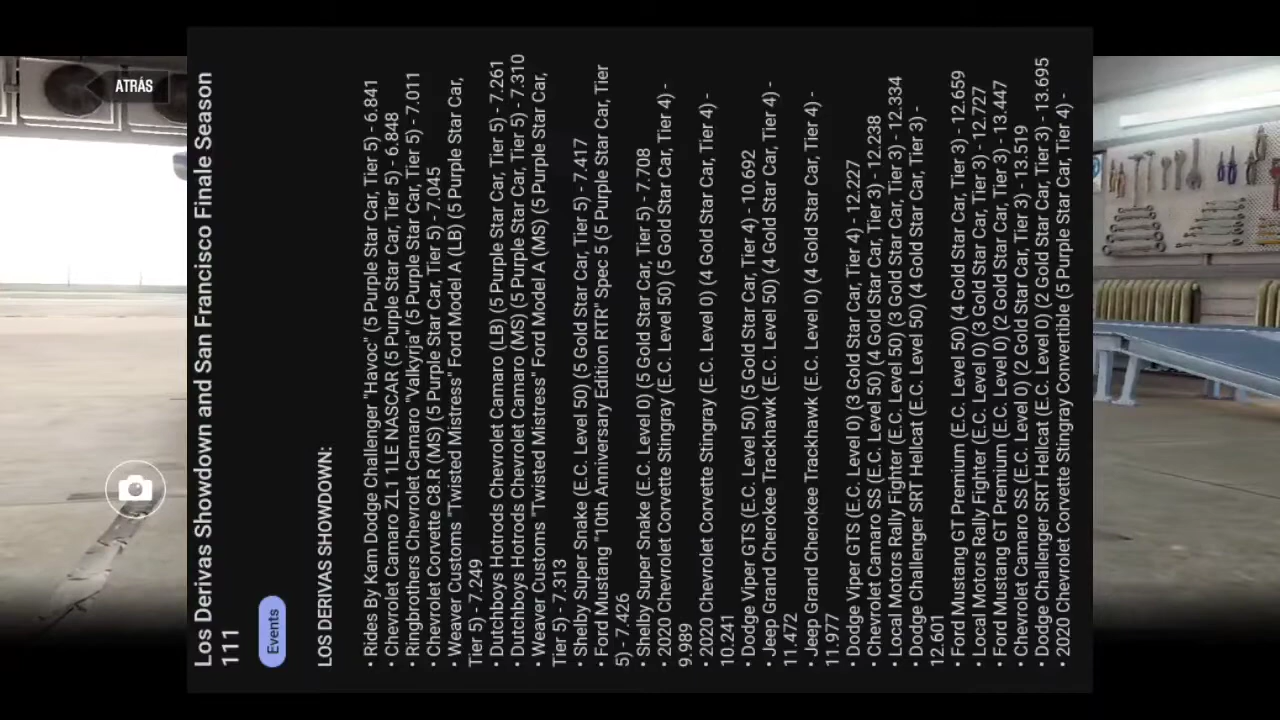 ATRÁS
Los Derivas Showdown and San Francisco Finale Season
111
Events
LOS DERIVAS SHOWDOWN:
• Rides By Kam Dodge Challenger "Havoc" (5 Purple Star Car, Tier 5) - 6.841
• Chevrolet Camaro ZL1 1LE NASCAR (5 Purple Star Car, Tier 5) - 6.848
• Ringbrothers Chevrolet Camaro "Valkyrja" (5 Purple Star Car, Tier 5) - 7.011
• Chevrolet Corvette C8.R (MS) (5 Purple Star Car, Tier 5) - 7.045
• Weaver Customs "Twisted Mistress" Ford Model A (LB) (5 Purple Star Car,
Tier 5) - 7.249
• Dutchboys Hotrods Chevrolet Camaro (LB) (5 Purple Star Car, Tier 5) - 7.261
• Dutchboys Hotrods Chevrolet Camaro (MS) (5 Purple Star Car, Tier 5) - 7.310
• Weaver Customs "Twisted Mistress" Ford Model A (MS) (5 Purple Star Car,
Tier 5) - 7.313
• Shelby Super Snake (E.C. Level 50) (5 Gold Star Car, Tier 5) - 7.417
• Ford Mustang "10th Anniversary Edition RTR" Spec 5 (5 Purple Star Car, Tier
5) - 7.426
• Shelby Super Snake (E.C. Level 0) (5 Gold Star Car, Tier 5) - 7.708
• 2020 Chevrolet Corvette Stingray (E.C. Level 50) (5 Gold Star Car, Tier 4) -
9.989
• 2020 Chevrolet Corvette Stingray (E.C. Level 0) (4 Gold Star Car, Tier 4) -
10.241
• Dodge Viper GTS (E.C. Level 50) (5 Gold Star Car, Tier 4) - 10.692
• Jeep Grand Cherokee Trackhawk (E.C. Level 50) (4 Gold Star Car, Tier 4) -
11.472
• Jeep Grand Cherokee Trackhawk (E.C. Level 0) (4 Gold Star Car, Tier 4) -
11.977
• Dodge Viper GTS (E.C. Level 0) (3 Gold Star Car, Tier 4) - 12.227
• Chevrolet Camaro SS (E.C. Level 50) (4 Gold Star Car, Tier 3) - 12.238
• Local Motors Rally Fighter (E.C. Level 50) (3 Gold Star Car, Tier 3) - 12.334
• Dodge Challenger SRT Hellcat (E.C. Level 50) (4 Gold Star Car, Tier 3) -
12.601
• Ford Mustang GT Premium (E.C. Level 50) (4 Gold Star Car, Tier 3) - 12.659
• Local Motors Rally Fighter (E.C. Level 0) (3 Gold Star Car, Tier 3) - 12.727
• Ford Mustang GT Premium (E.C. Level 0) (2 Gold Star Car, Tier 3) - 13.447
• Chevrolet Camaro SS (E.C. Level 0) (2 Gold Star Car, Tier 3) - 13.519
• Dodge Challenger SRT Hellcat (E.C. Level 0) (2 Gold Star Car, Tier 3) - 13.695
• 2020 Chevrolet Corvette Stingray Convertible (5 Purple Star Car, Tier 4) -